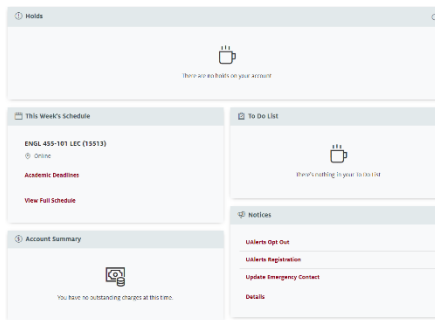 Holds
There are no holds on your account
This Week's Schedule
ENGL 455-101 LEC (15513)
Online
Academic Deadlines
View Full Schedule
To Do List
There's nothing in your To Do List
Account Summary
You have no outstanding charges at this time.
Notices
UAlerts Opt Out
UAlerts Registration
Update Emergency Contact
Details